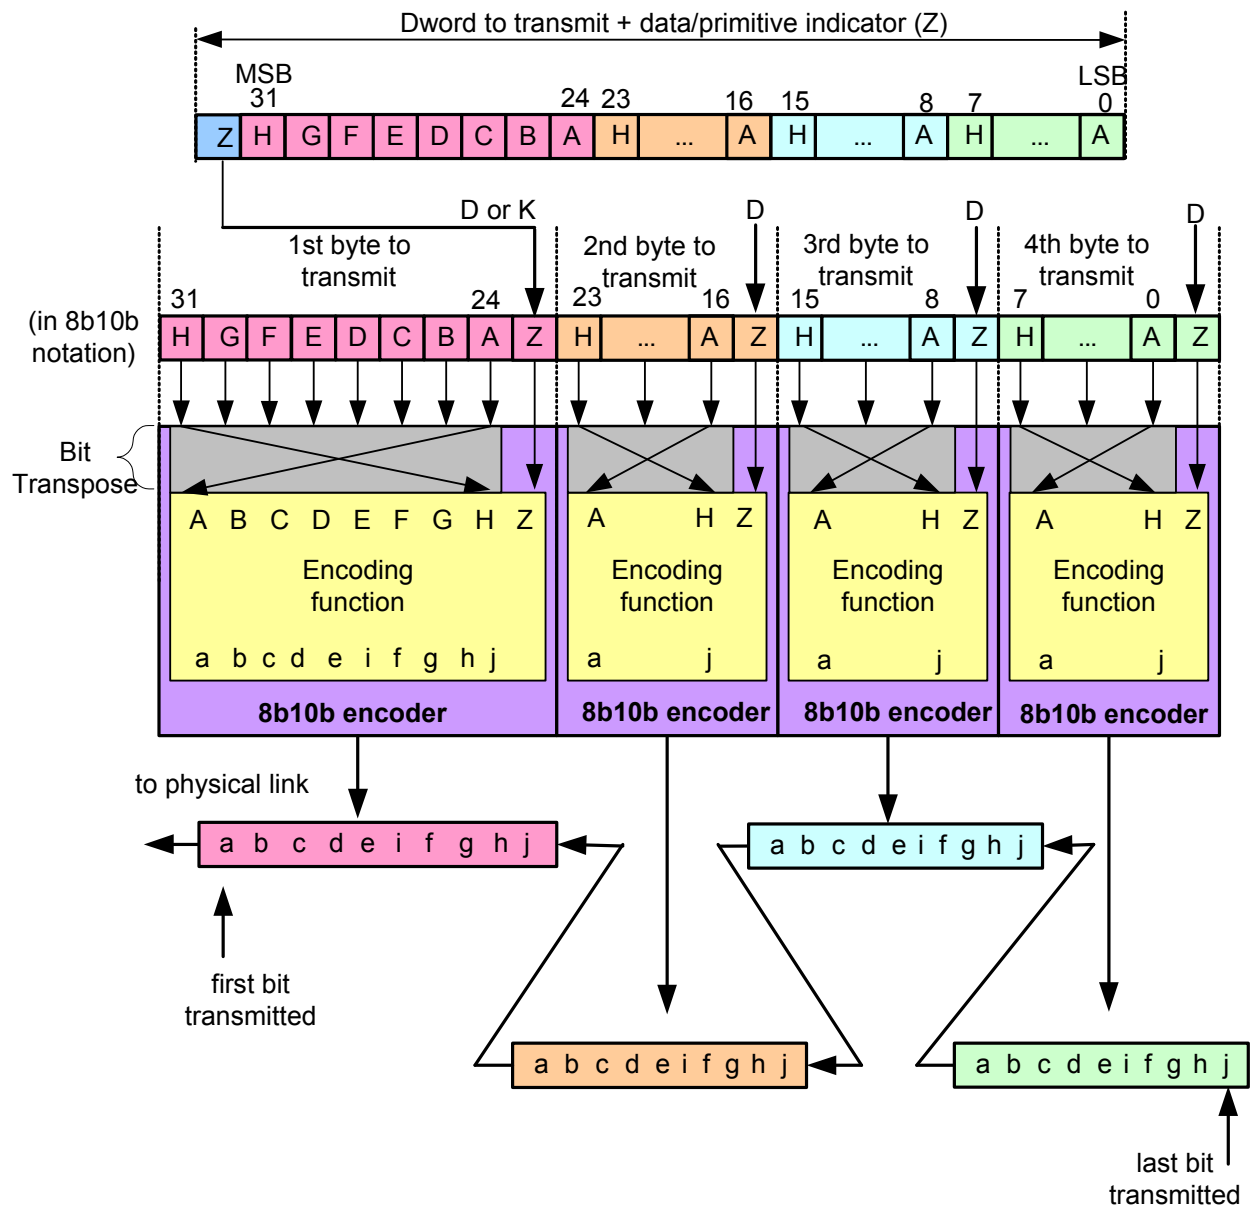 Dword to transmit + data/primitive indicator (Z)
MSB LSB
31 24 23 16 15 8 7 0
Z H G F E D C B A H ... A H ... A H ... A
D or K D D D
1st byte to transmit
2nd byte to transmit
3rd byte to transmit
4th byte to transmit
31 24 23 16 15 8 7 0
(in 8b10b notation)
H G F E D C B A Z H ... A Z H ... A Z H ... A Z
Bit
Transpose
A B C D E F G H Z A H Z A H Z A H Z
Encoding function
Encoding function
Encoding function
Encoding function
a b c d e i f g h j a j a j a j
8b10b encoder 8b10b encoder 8b10b encoder 8b10b encoder
to physical link
a b c d e i f g h j
a b c d e i f g h j
first bit
transmitted
a b c d e i f g h j
a b c d e i f g h j
last bit
transmitted